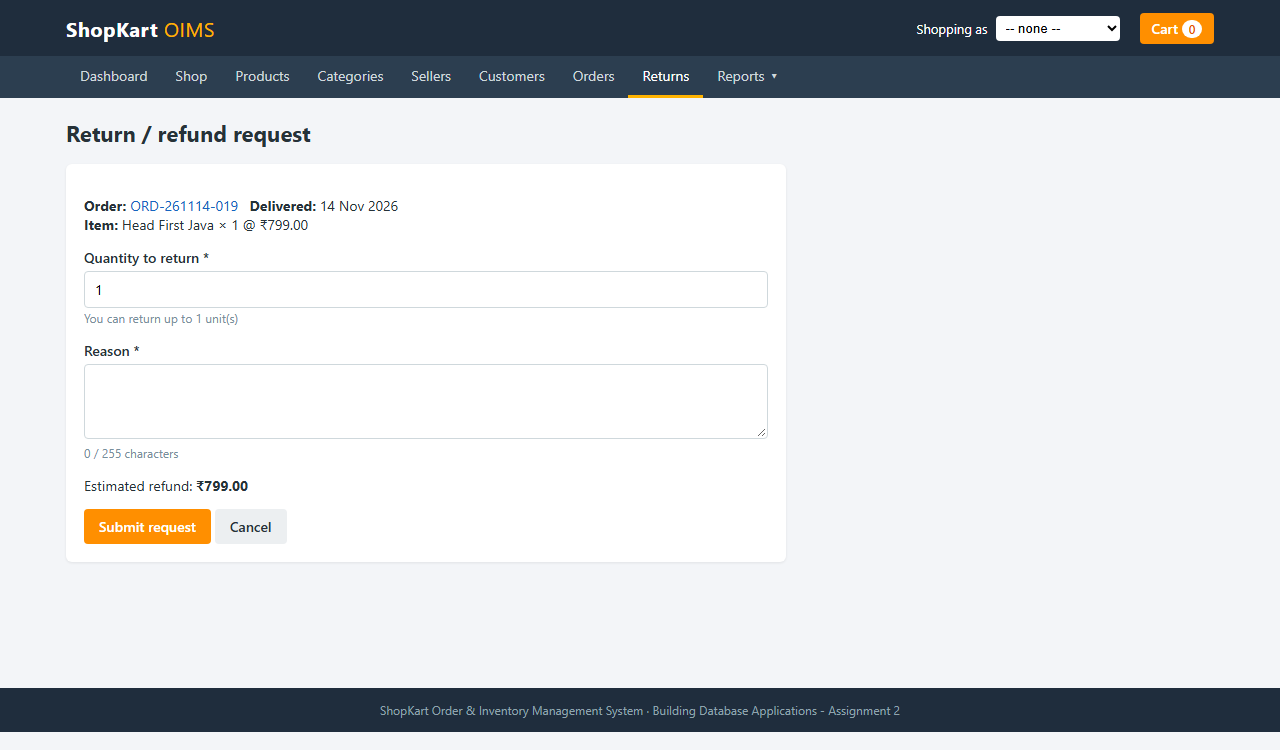 ShopKart OIMS
Shopping as -- none -- Cart 0
Dashboard Shop Products Categories Sellers Customers Orders Returns Reports ▾
Return / refund request
Order: ORD-261114-019 Delivered: 14 Nov 2026
Item: Head First Java × 1 @ ₹799.00
Quantity to return *
1
You can return up to 1 unit(s)
Reason *
0 / 255 characters
Estimated refund: ₹799.00
Submit request Cancel
ShopKart Order & Inventory Management System · Building Database Applications - Assignment 2